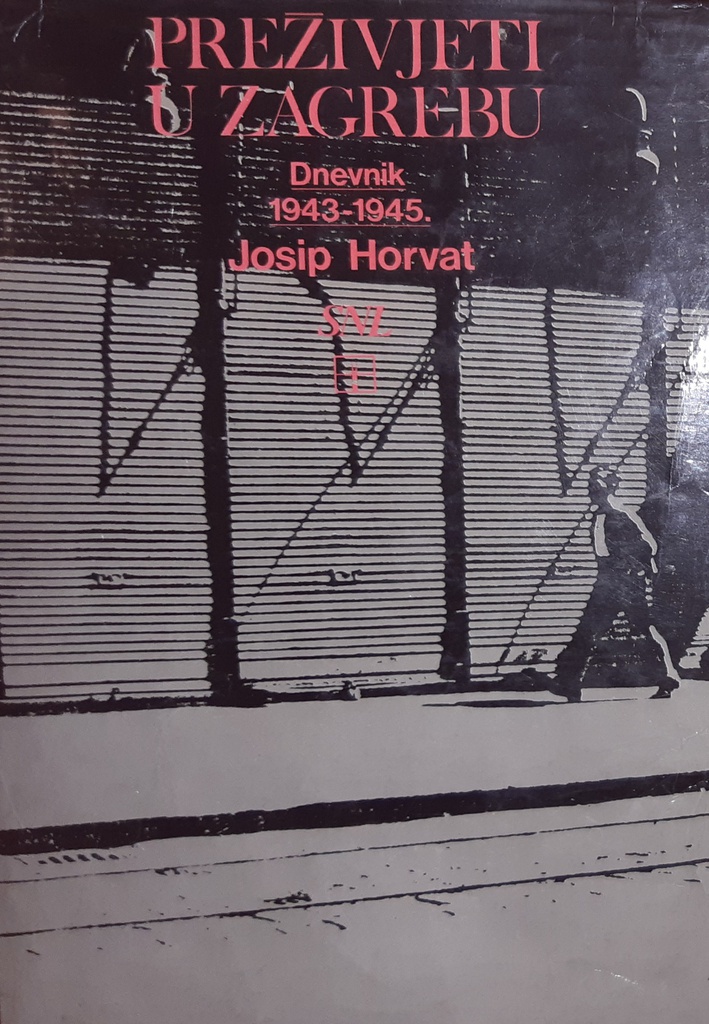 PREŽIVJETI
U ZAGREBU
Dnevnik
1943-1945.
Josip Horvat
SNL